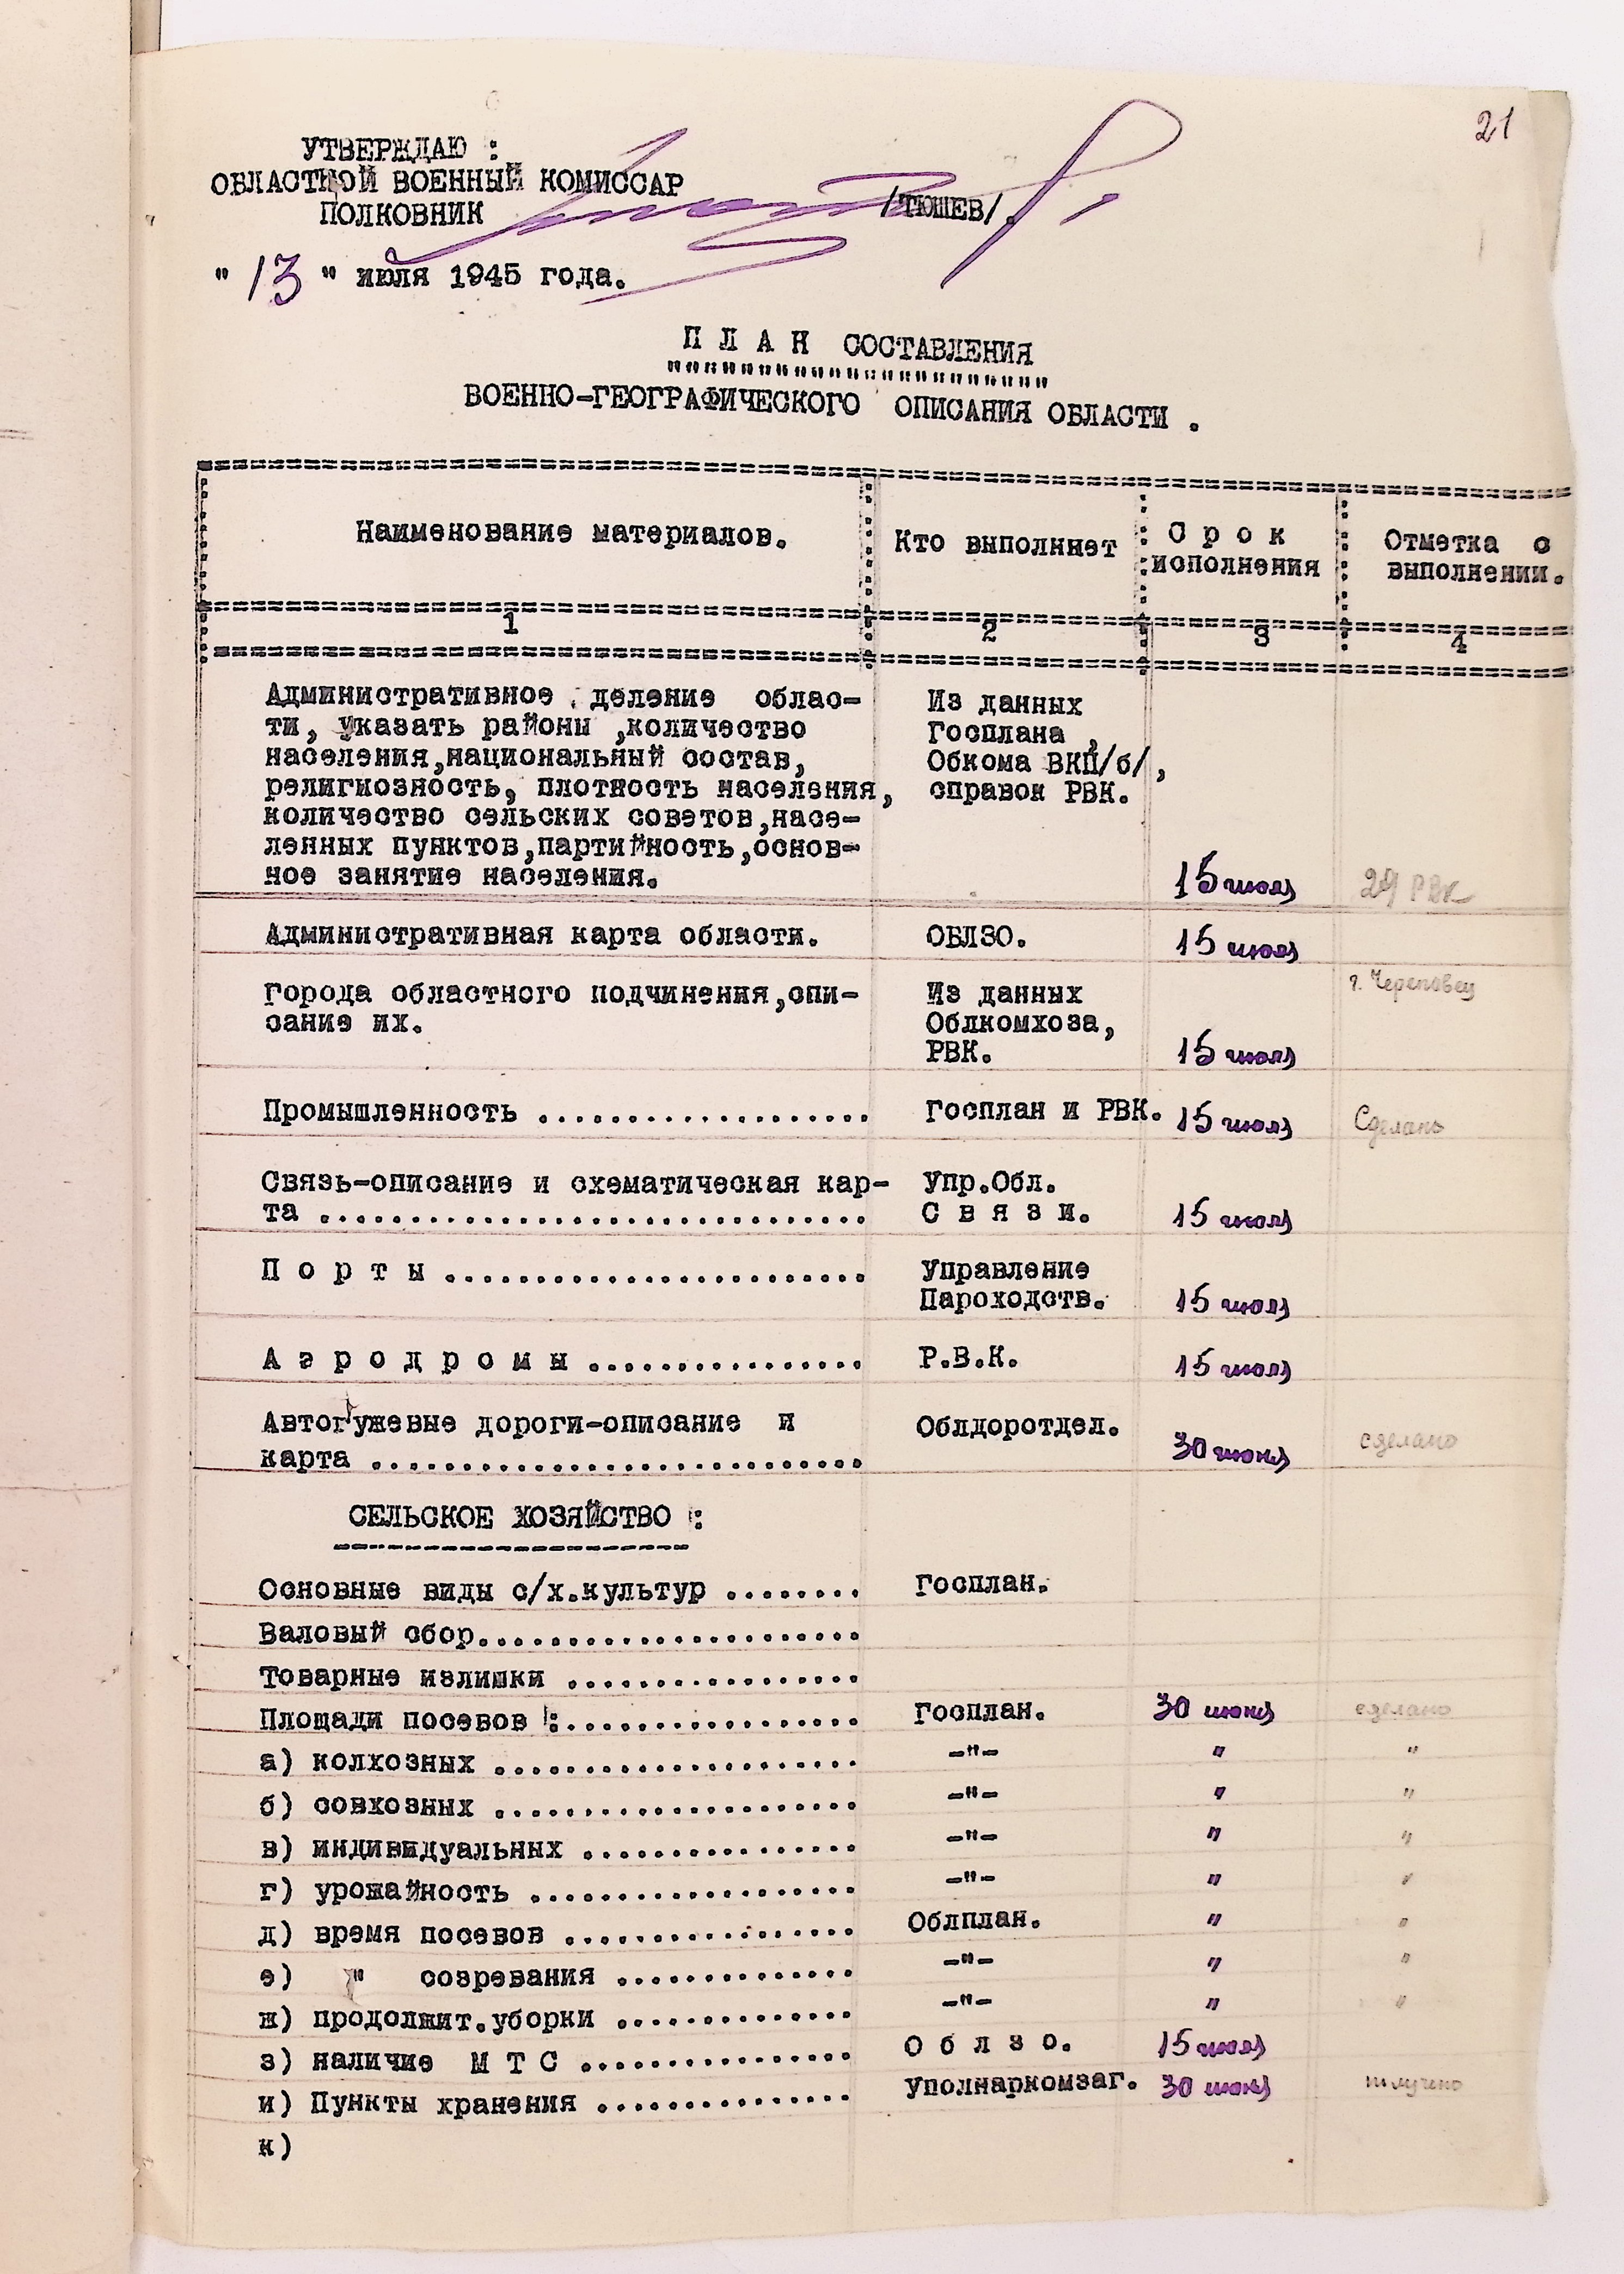 21
УТВЕРЖДАЮ :
ОБЛАСТНОЙ ВОЕННЫЙ КОМИССАР
ПОЛКОВНИК /ТЮШЕВ/.
" 13 " июля 1945 года.
П Л А Н СОСТАВЛЕНИЯ
ВОЕННО-ГЕОГРАФИЧЕСКОГО ОПИСАНИЯ ОБЛАСТИ .
Наименование материалов. Кто выполняет С р о к Отметка о
исполнения выполнении.
1 2 3 4
Административное деление облас- Из данных
ти, указать районы ,количество Госплана ,
населения,национальный состав, Обкома ВКП/б/,
религиозность, плотность населения, справок РВК.
количество сельских советов,насе-
ленных пунктов,партийность,основ-
ное занятие населения. 15 июля 29 РВК
Административная карта области. ОБЛЗО. 15 июля
Города областного подчинения,опи- Из данных г. Череповец
сание их. Облкомхоза,
РВК. 15 июля
Промышленность ................... Госплан и РВК. 15 июля Сделано
Связь-описание и схематическая кар- Упр.Обл.
та ............................... С в я з и. 15 июля
П о р т ы ........................ Управление
Пароходств. 15 июля
А э р о д р о м ы ................ Р.В.К. 15 июля
Автогужевые дороги-описание и Облдоротдел.
карта ............................ 30 июня сделано
СЕЛЬСКОЕ ХОЗЯЙСТВО :
Основные виды с/х.культур ........ Госплан.
Валовый сбор......................
Товарные излишки .................
Площади посевов :................. Госплан. 30 июня сделано
а) колхозных ..................... -"- " "
б) совхозных ..................... -"- " "
в) индивидуальных ................ -"- " "
г) урожайность ................... -"- " "
д) время посевов ................. Облплан. " "
е) " созревания .............. -"- " "
ж) продолжит.уборки .............. -"- " "
з) наличие М Т С ................ О б л з о. 15 июля
и) Пункты хранения ............... Уполнаркомзаг. 30 июня получено
к)